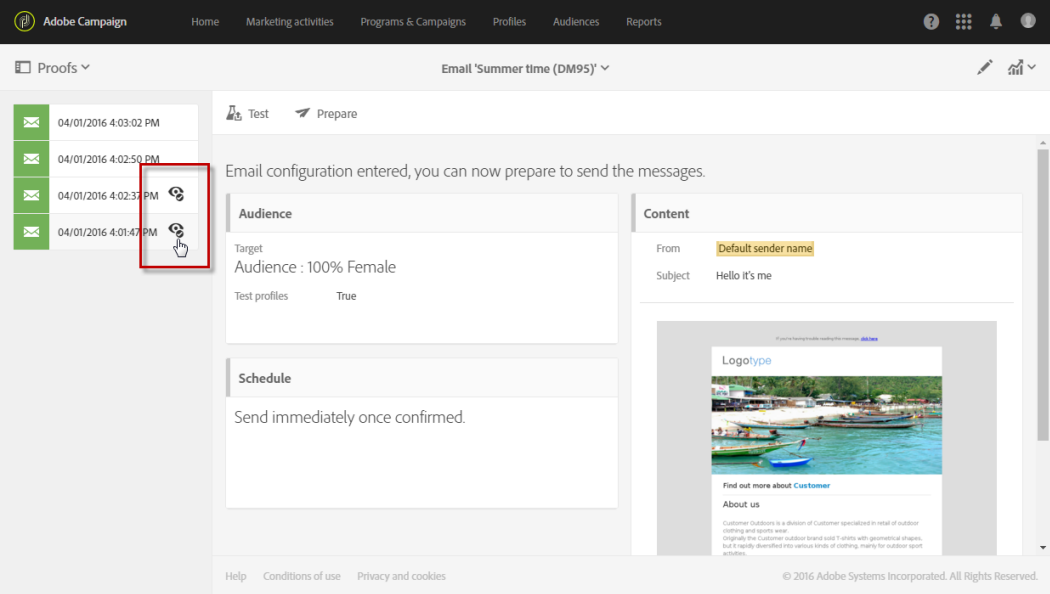 Adobe Campaign
Home
Marketing activities
Programs & Campaigns
Profiles
Audiences
Reports
Proofs
Email 'Summer time (DM95)'
04/01/2016 4:03:02 PM
04/01/2016 4:02:50 PM
04/01/2016 4:02:37 PM
04/01/2016 4:01:47 PM
Test
Prepare
Email configuration entered, you can now prepare to send the messages.
Audience
Target
Audience : 100% Female
Test profiles True
Schedule
Send immediately once confirmed.
Content
From Default sender name
Subject Hello it's me
If you're having trouble reading this message, click here
Logotype
Find out more about Customer
About us
Customer Outdoors is a division of Customer specialized in retail of outdoor
clothing and sports wear.
Originally the Customer outdoor brand sold T-shirts with geometrical shapes,
but it rapidly diversified into various kinds of clothing, mainly for outdoor sport
activities.
Help
Conditions of use
Privacy and cookies
© 2016 Adobe Systems Incorporated. All Rights Reserved.